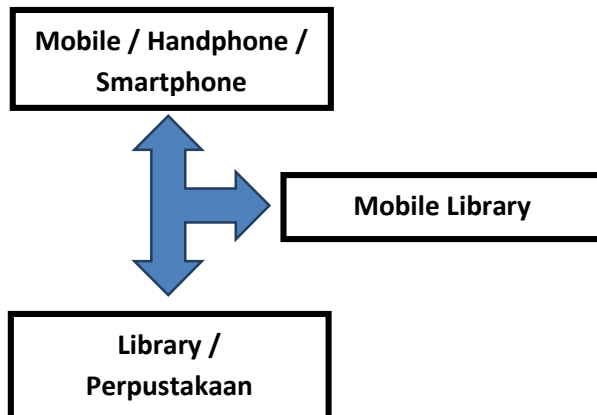 Mobile / Handphone /
Smartphone
Mobile Library
Library /
Perpustakaan